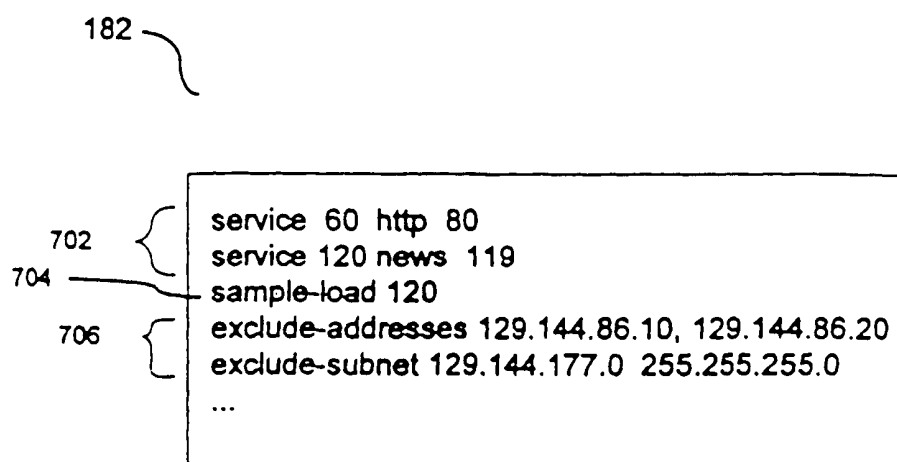 182
702
704
706
service 60 http 80
service 120 news 119
sample-load 120
exclude-addresses 129.144.86.10, 129.144.86.20
exclude-subnet 129.144.177.0 255.255.255.0
...